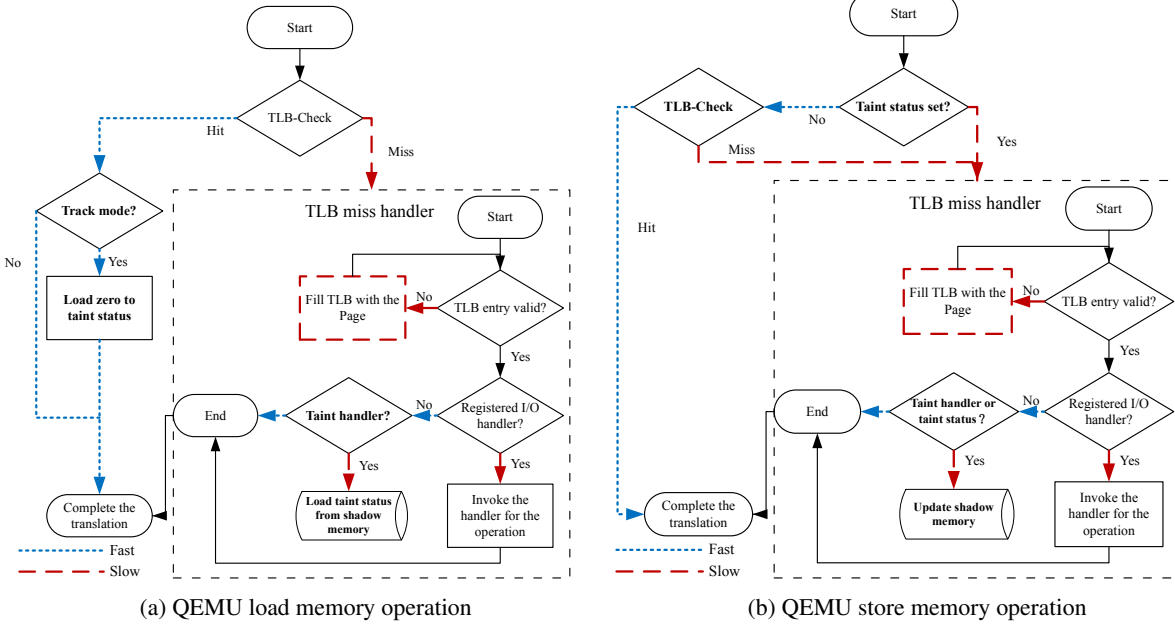 Start
TLB-Check
Hit
Miss
Track mode?
No
Yes
Load zero to
taint status
TLB miss handler
Start
Fill TLB with the
Page
No
TLB entry valid?
Yes
End
Taint handler?
No
Registered I/O
handler?
Yes
Yes
Load taint status
from shadow
memory
Invoke the
handler for the
operation
Complete the
translation
Fast
Slow
(a) QEMU load memory operation
Start
TLB-Check
No
Taint status set?
Miss
Yes
Hit
TLB miss handler
Start
Fill TLB with the
Page
No
TLB entry valid?
Yes
End
Taint handler or
taint status ?
No
Registered I/O
handler?
Yes
Yes
Update shadow
memory
Invoke the
handler for the
operation
Complete the
translation
Fast
Slow
(b) QEMU store memory operation